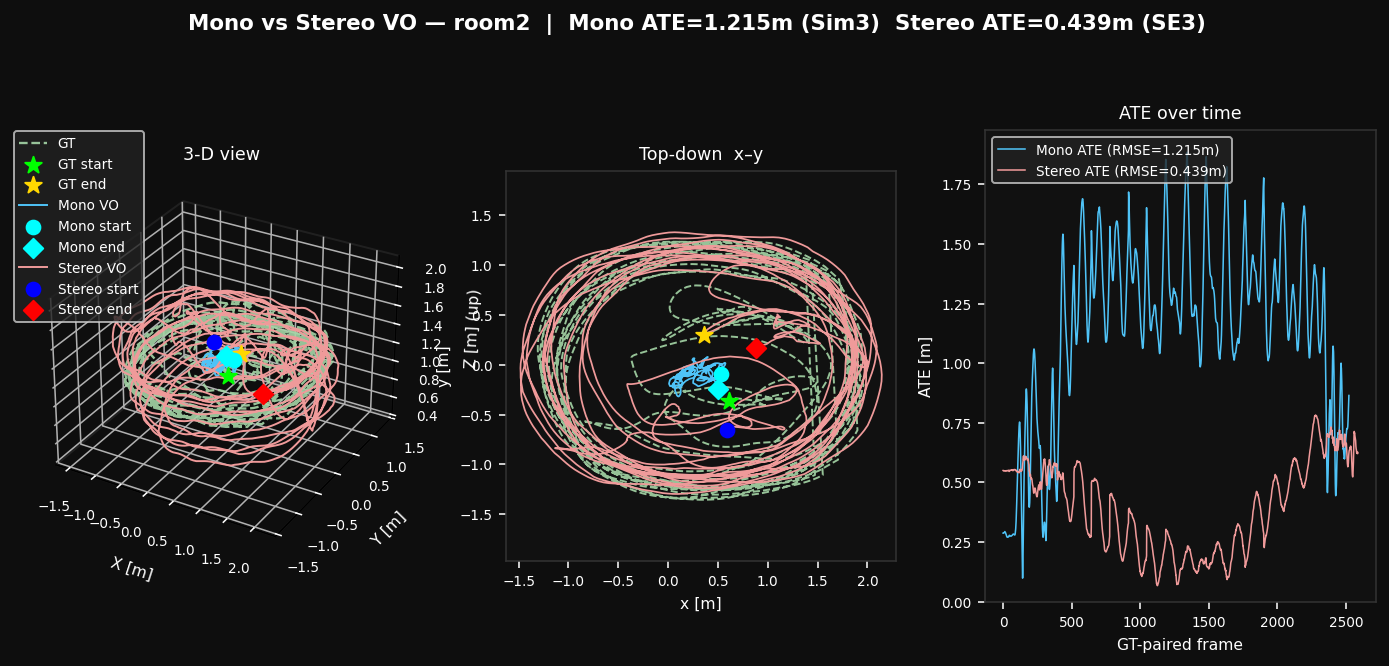 Mono vs Stereo VO — room2  |  Mono ATE=1.215m (Sim3)  Stereo ATE=0.439m (SE3)
GT
GT start
GT end
Mono VO
Mono start
Mono end
Stereo VO
Stereo start
Stereo end
3-D view
2.0
1.8
1.6
1.4
1.2
1.0
0.8
0.6
0.4
Z [m] (up)
−1.5
−1.0
−0.5
0.0
0.5
1.0
1.5
2.0
X [m]
1.5
1.0
0.5
0.0
−0.5
−1.0
−1.5
Y [m]
Top-down  x–y
1.5
1.0
0.5
0.0
−0.5
−1.0
−1.5
y [m]
−1.5
−1.0
−0.5
0.0
0.5
1.0
1.5
2.0
x [m]
ATE over time
Mono ATE (RMSE=1.215m)
Stereo ATE (RMSE=0.439m)
1.75
1.50
1.25
1.00
0.75
0.50
0.25
0.00
ATE [m]
0
500
1000
1500
2000
2500
GT-paired frame